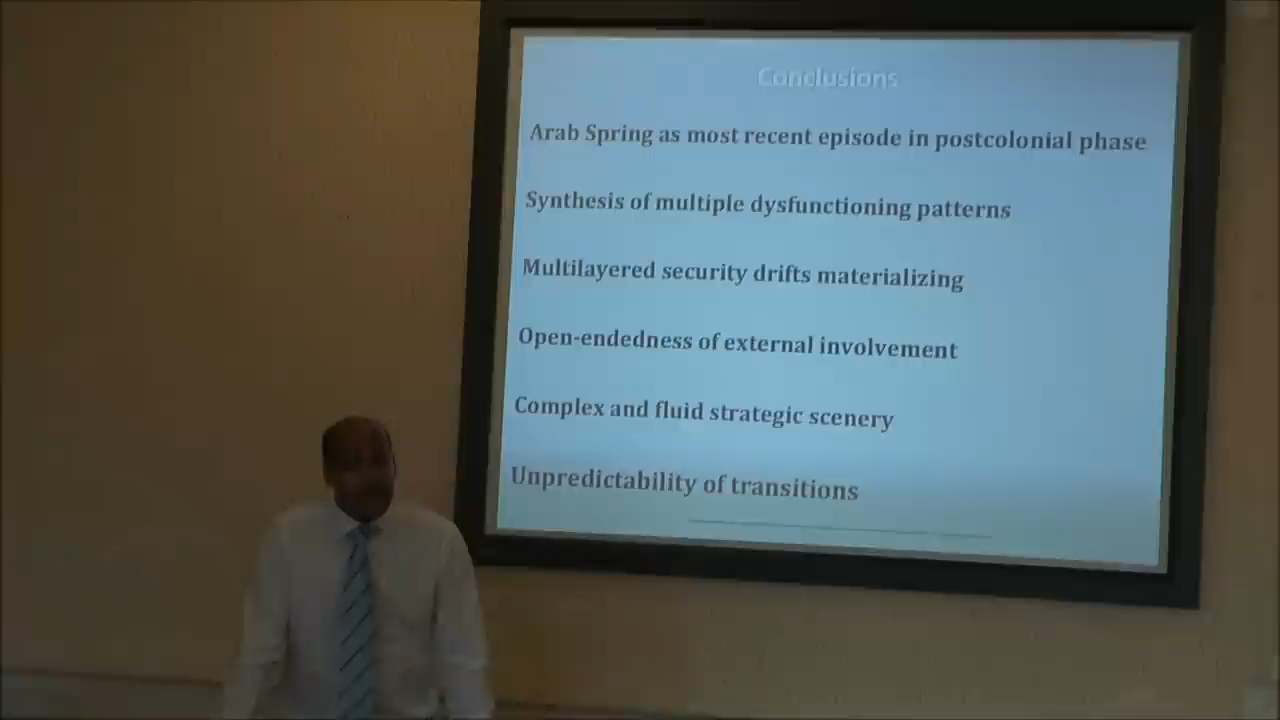 Conclusions
Arab Spring as most recent episode in postcolonial phase
Synthesis of multiple dysfunctioning patterns
Multilayered security drifts materializing
Open-endedness of external involvement
Complex and fluid strategic scenery
Unpredictability of transitions